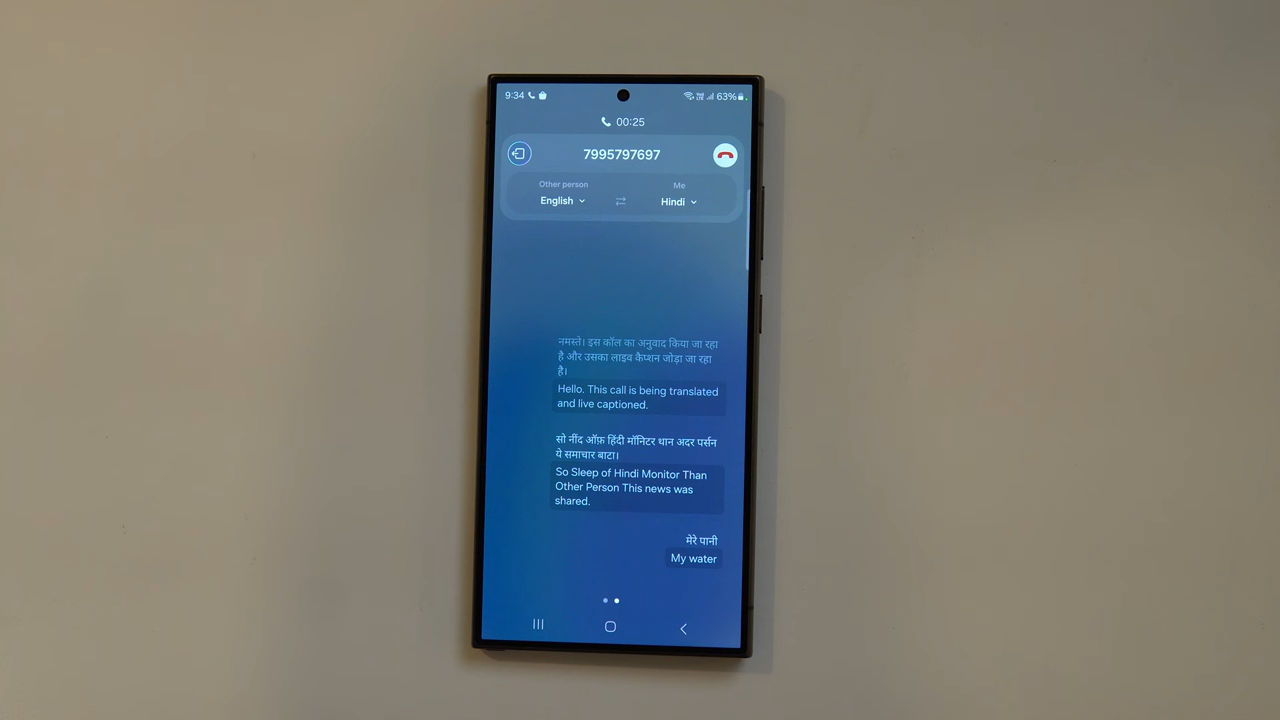 9:34
63%
00:25
7995797697
Other person
Me
English
Hindi
नमस्ते। इस कॉल का अनुवाद किया जा रहा
है और उसका लाइव कैप्शन जोड़ा जा रहा
है।
Hello. This call is being translated
and live captioned.
सो नींद ऑफ़ हिंदी मॉनिटर थान अदर पर्सन
ये समाचार बाटा।
So Sleep of Hindi Monitor Than
Other Person This news was
shared.
मेरे पानी
My water